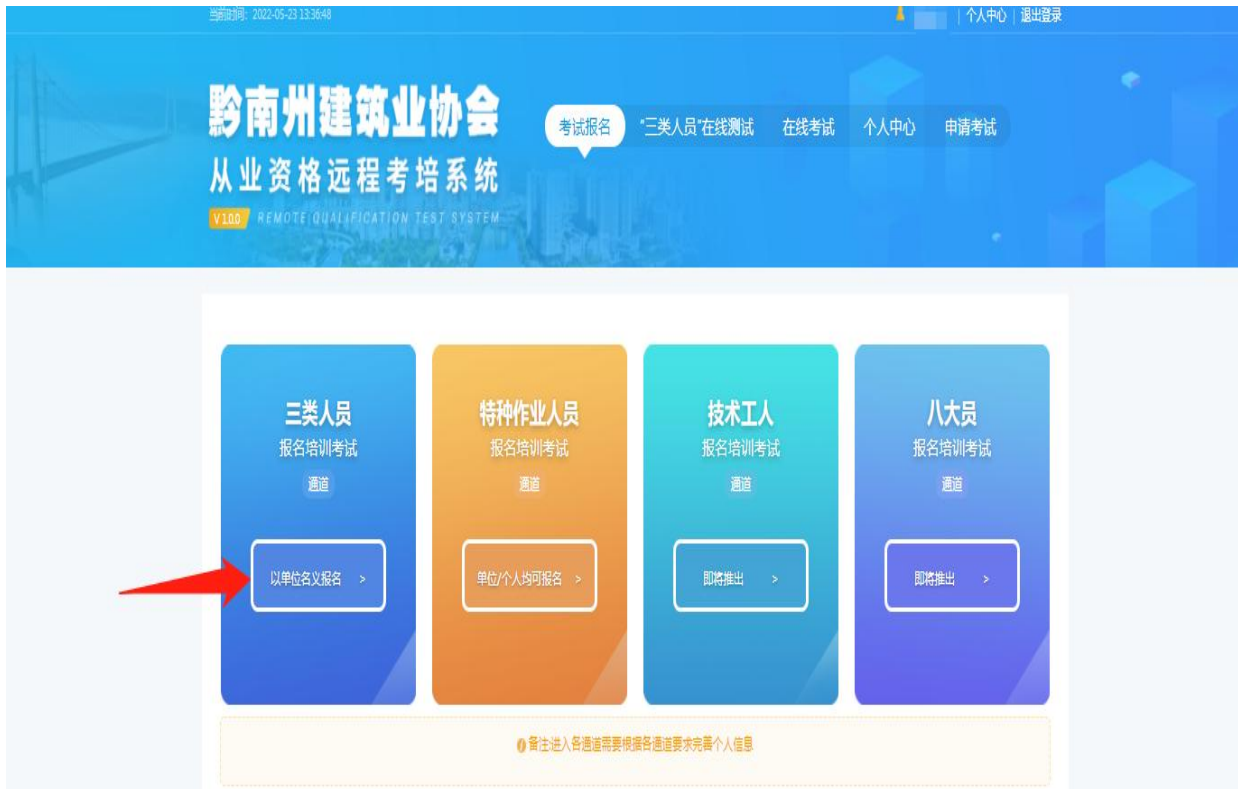 当前时间：2022-05-23 13:36:48
个人中心 | 退出登录
黔南州建筑业协会
考试报名 “三类人员”在线测试 在线考试 个人中心 申请考试
从业资格远程考培系统
V 1.0.0 REMOTE QUALIFICATION TEST SYSTEM
三类人员
报名培训考试
通道
以单位名义报名 >
特种作业人员
报名培训考试
通道
单位/个人均可报名 >
技术工人
报名培训考试
通道
即将推出 >
八大员
报名培训考试
通道
即将推出 >
备注:进入各通道需要根据各通道要求完善个人信息